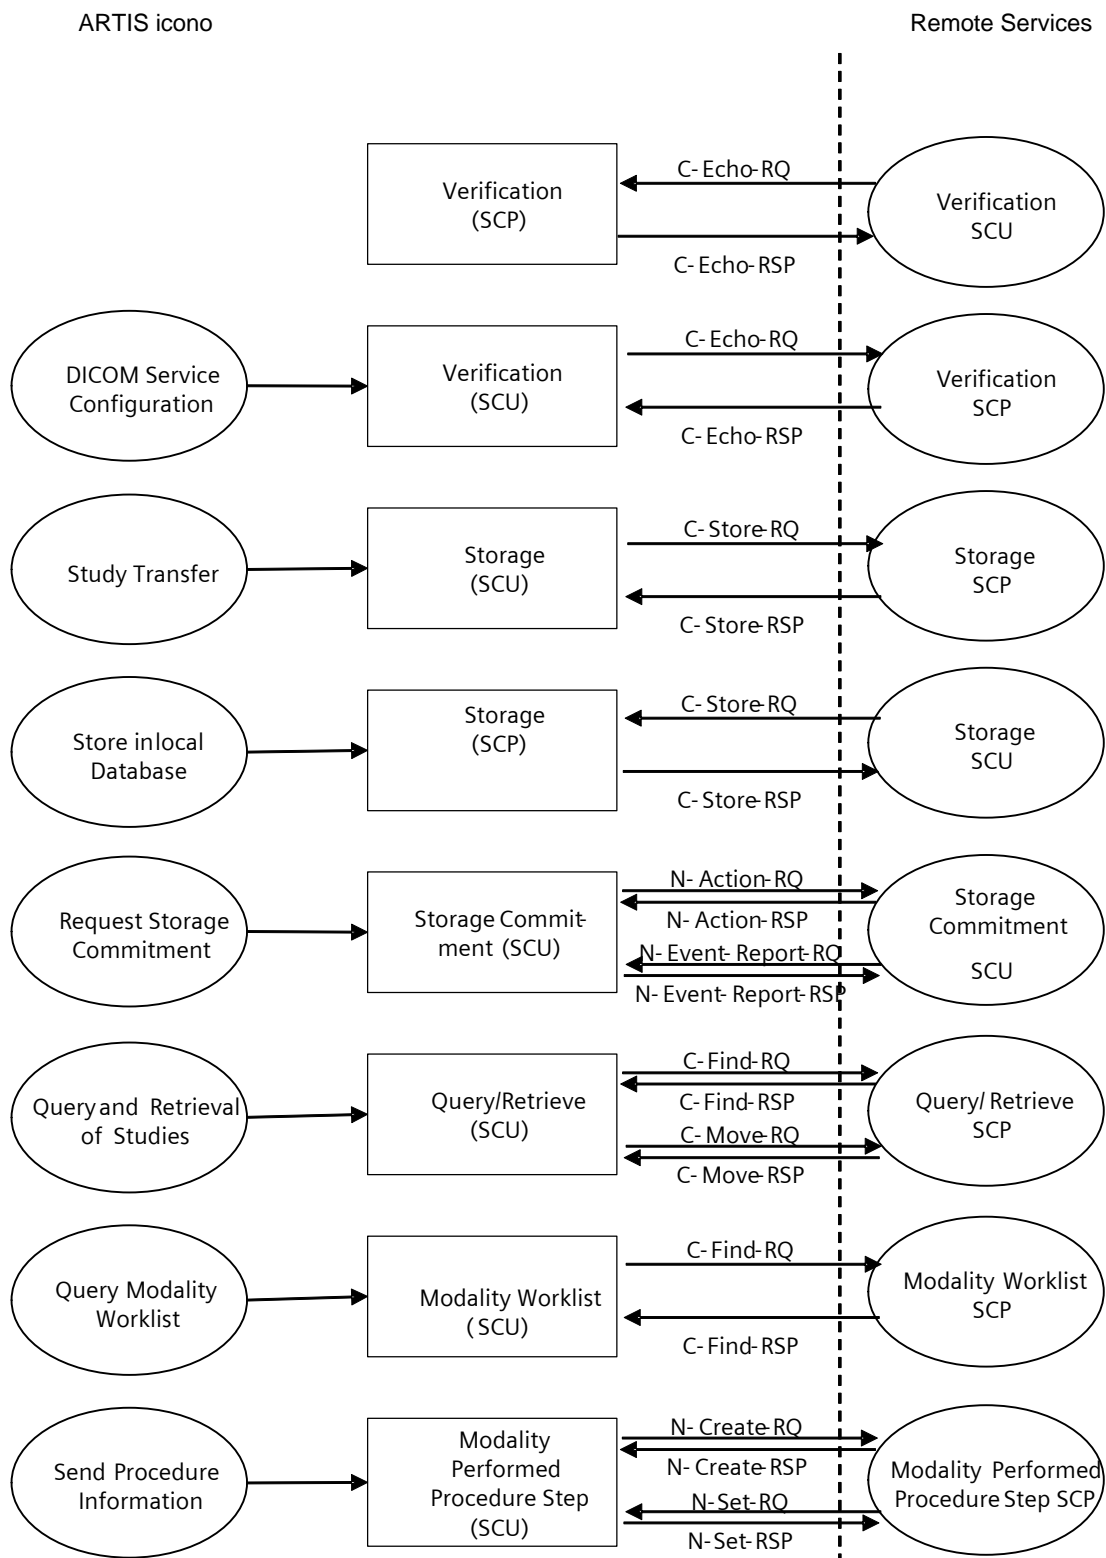 ARTIS icono
Remote Services
Verification
(SCP)
C-Echo-RQ
C-Echo-RSP
Verification
SCU
DICOM Service
Configuration
Verification
(SCU)
C-Echo-RQ
C-Echo-RSP
Verification
SCP
Study Transfer
Storage
(SCU)
C-Store-RQ
C-Store-RSP
Storage
SCP
Store in local
Database
Storage
(SCP)
C-Store-RQ
C-Store-RSP
Storage
SCU
Request Storage
Commitment
Storage Commit-
ment (SCU)
N-Action-RQ
N-Action-RSP
N-Event-Report-RQ
N-Event-Report-RSP
Storage
Commitment
SCU
Query and Retrieval
of Studies
Query/Retrieve
(SCU)
C-Find-RQ
C-Find-RSP
C-Move-RQ
C-Move-RSP
Query/Retrieve
SCP
Query Modality
Worklist
Modality Worklist
(SCU)
C-Find-RQ
C-Find-RSP
Modality Worklist
SCP
Send Procedure
Information
Modality
Performed
Procedure Step
(SCU)
N-Create-RQ
N-Create-RSP
N-Set-RQ
N-Set-RSP
Modality Performed
Procedure Step SCP